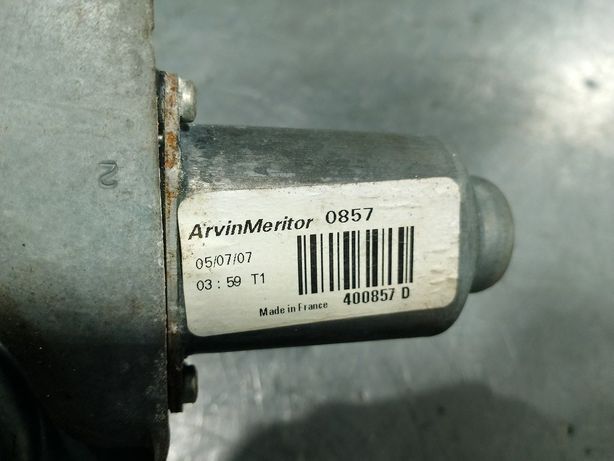 2
ArvinMeritor 0857
05/07/07
03 : 59 T1
Made in France 400857 D